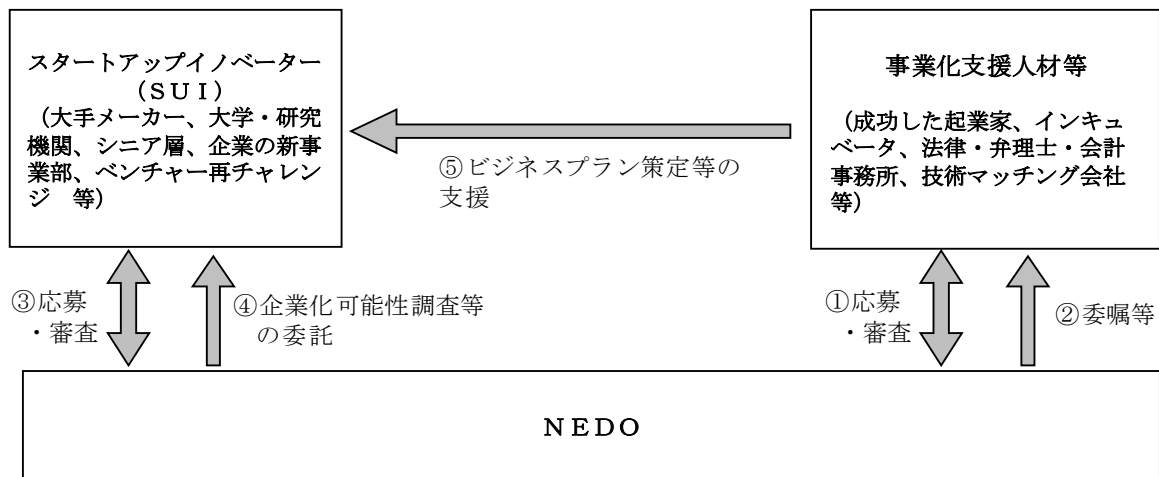 スタートアップイノベーター
(ＳＵＩ)
(大手メーカー、大学・研究
機関、シニア層、企業の新事
業部、ベンチャー再チャレン
ジ　等)
事業化支援人材等
(成功した起業家、インキュ
ベータ、法律・弁理士・会計
事務所、技術マッチング会社
等)
⑤ビジネスプラン策定等の
支援
③応募
・審査
④企業化可能性調査等
の委託
①応募
・審査
②委嘱等
ＮＥＤＯ